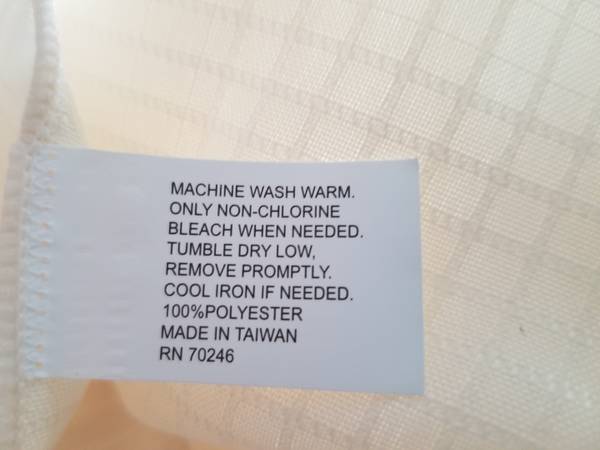 MACHINE WASH WARM.
ONLY NON-CHLORINE
BLEACH WHEN NEEDED.
TUMBLE DRY LOW,
REMOVE PROMPTLY.
COOL IRON IF NEEDED.
100%POLYESTER
MADE IN TAIWAN
RN 70246